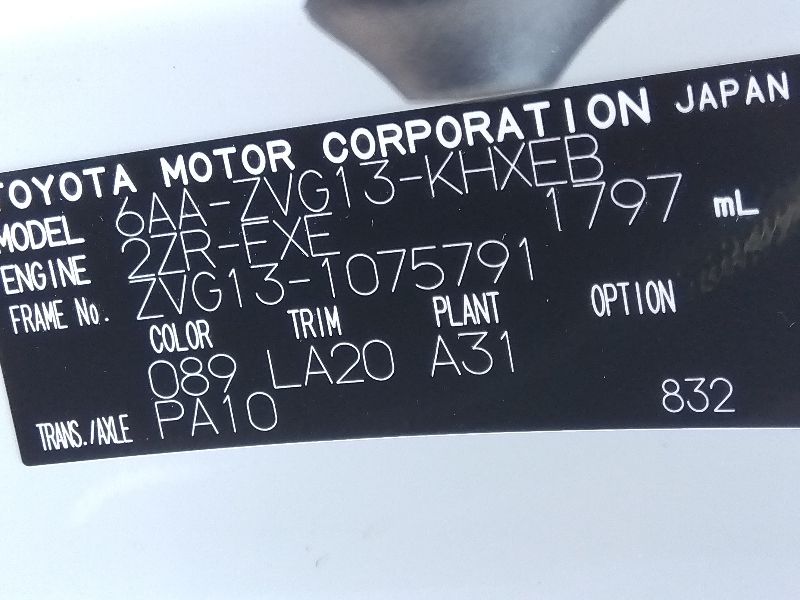 TOYOTA MOTOR CORPORATION JAPAN
MODEL 6AA-ZVG13-KHXEB
ENGINE 2ZR-EXE 1797 mL
FRAME No. ZVG13-1075791
COLOR TRIM PLANT OPTION
089 LA20 A31
TRANS./AXLE PA10 832